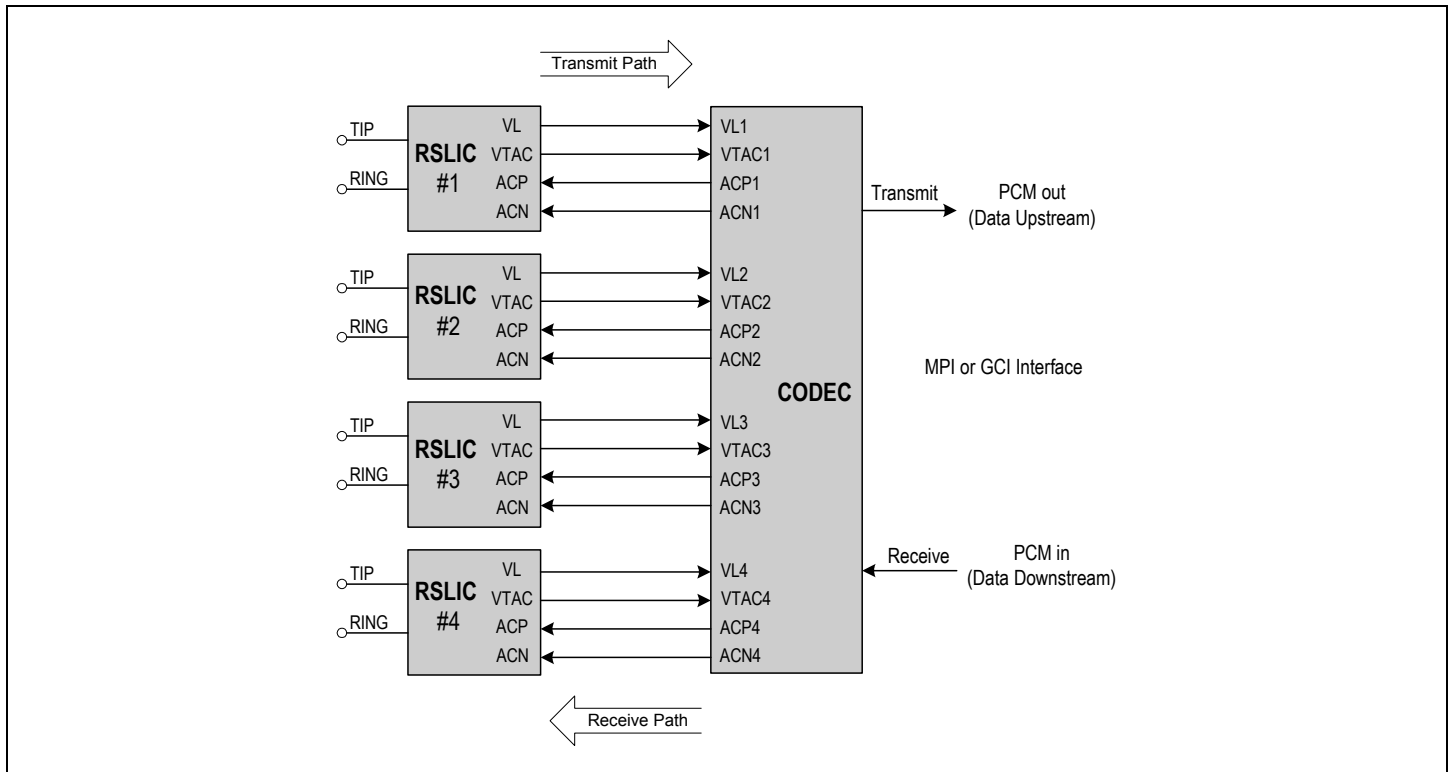 Transmit Path
TIP
RING
RSLIC
#1
VL
VTAC
ACP
ACN
VL1
VTAC1
ACP1
ACN1
TIP
RING
RSLIC
#2
VL
VTAC
ACP
ACN
VL2
VTAC2
ACP2
ACN2
TIP
RING
RSLIC
#3
VL
VTAC
ACP
ACN
VL3
VTAC3
ACP3
ACN3
TIP
RING
RSLIC
#4
VL
VTAC
ACP
ACN
VL4
VTAC4
ACP4
ACN4
CODEC
Transmit
PCM out
(Data Upstream)
MPI or GCI Interface
Receive
PCM in
(Data Downstream)
Receive Path